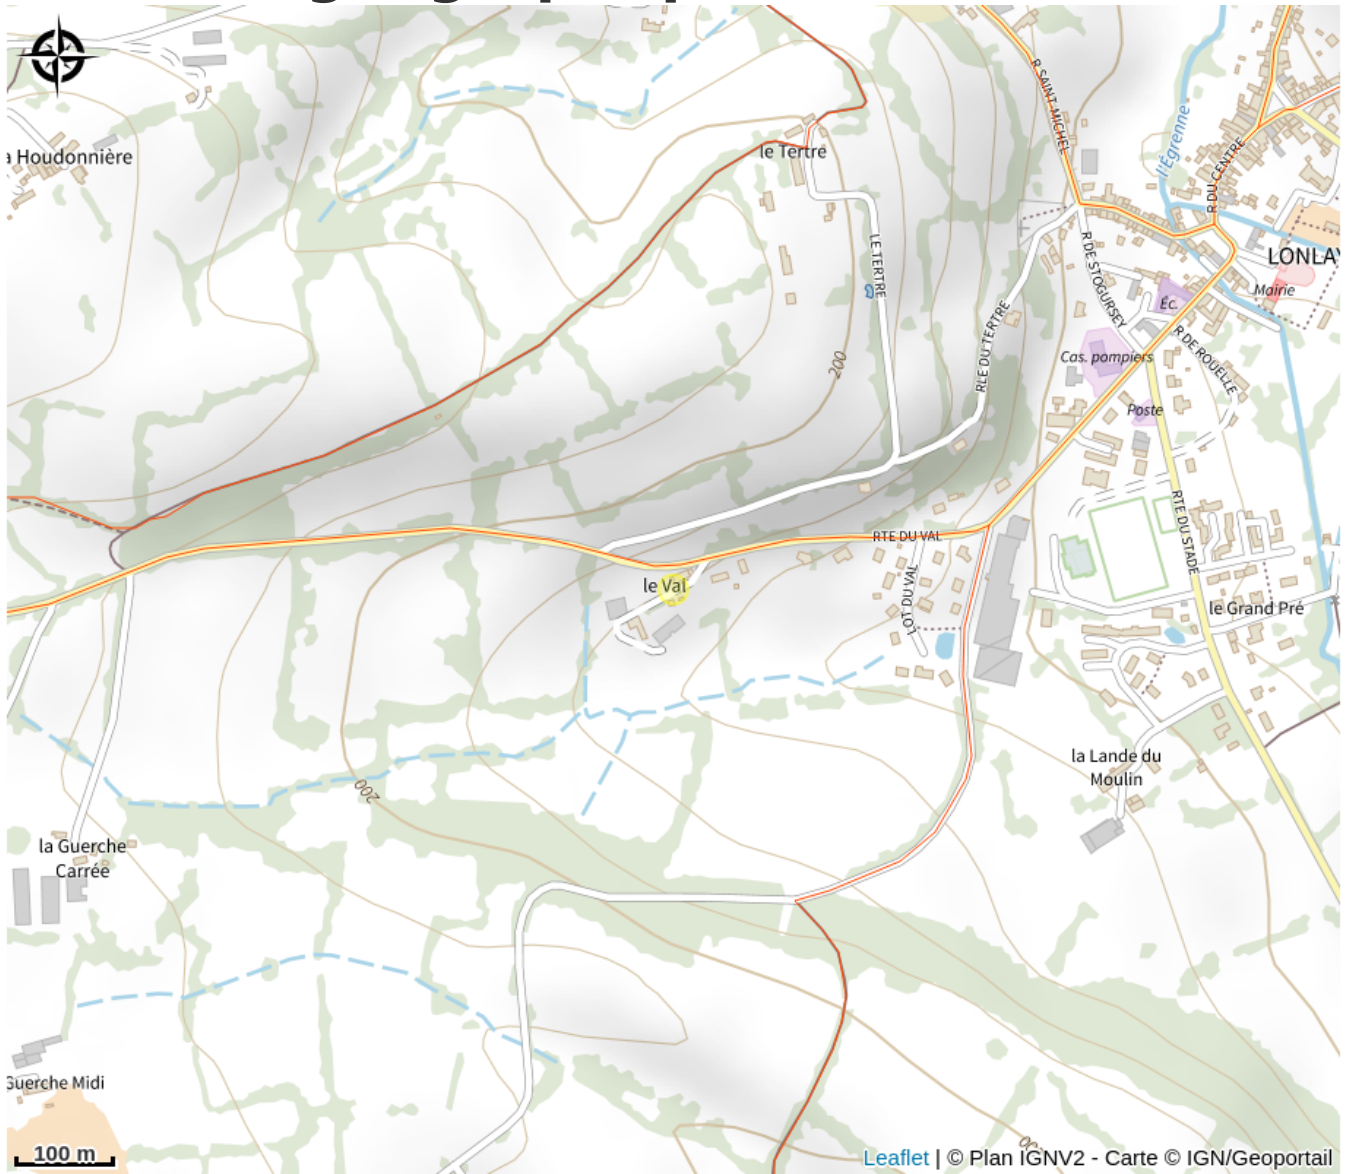 R SAINT-MICHEL
l'Égrenne
R DU CENTRE
a Houdonnière
le Tertre
LE TERTRE
R DE STOGURSEY
LONLAY
Mairie
Éc.
RLE DU TERTRE
R DE ROUELLE
Cas. pompiers
200
Poste
RTE DU STADE
RTE DU VAL
le Val
LOT DU VAL
le Grand Pré
la Lande du
Moulin
200
la Guerche
Carrée
Guerche Midi
100 m
Leaflet | © Plan IGNV2 - Carte © IGN/Geoportail